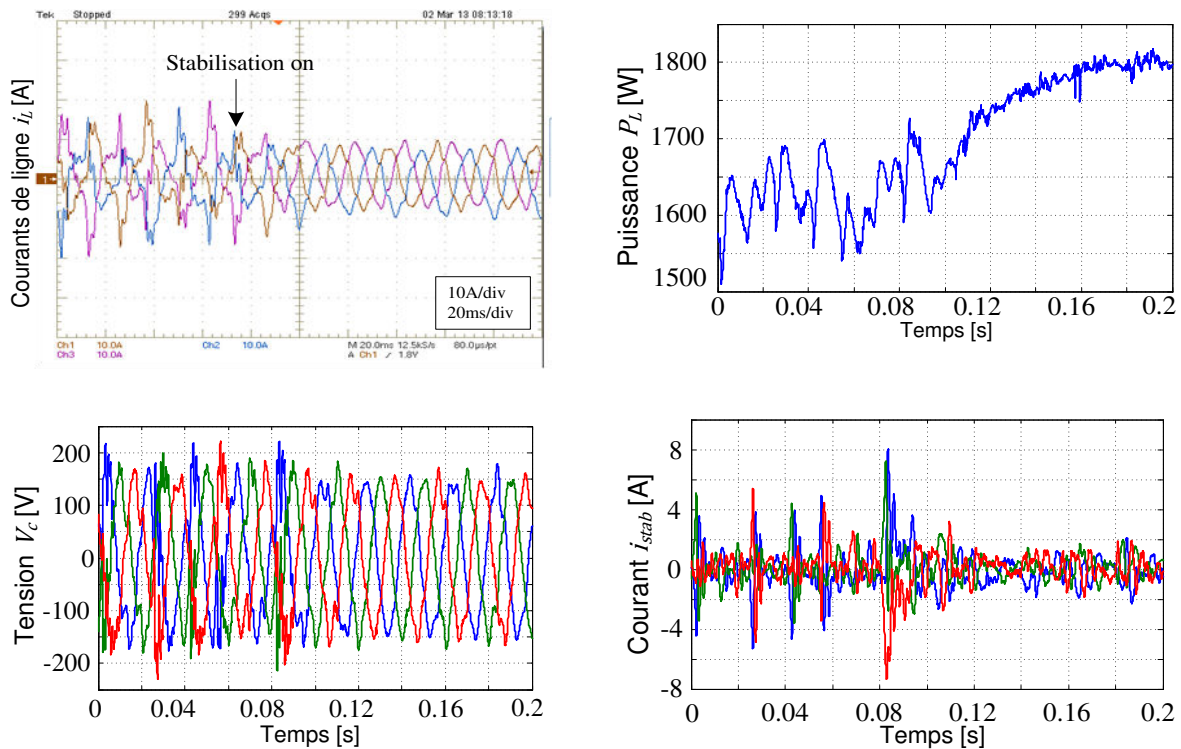 Tek Stopped 299 Acqs 02 Mar 13 08:13:18
Stabilisation on
Courants de ligne iL [A]
1
10A/div
20ms/div
Ch1 10.0A Ch2 10.0A M 20.0ms 12.5kS/s 80.0µs/pt
Ch3 10.0A A Ch1 / 1.8V
Puissance PL [W]
1800
1700
1600
1500
0 0.04 0.08 0.12 0.16 0.2
Temps [s]
Tension Vc [V]
200
100
0
-100
-200
0 0.04 0.08 0.12 0.16 0.2
Temps [s]
Courant istab [A]
8
4
0
-4
-8
0 0.04 0.08 0.12 0.16 0.2
Temps [s]